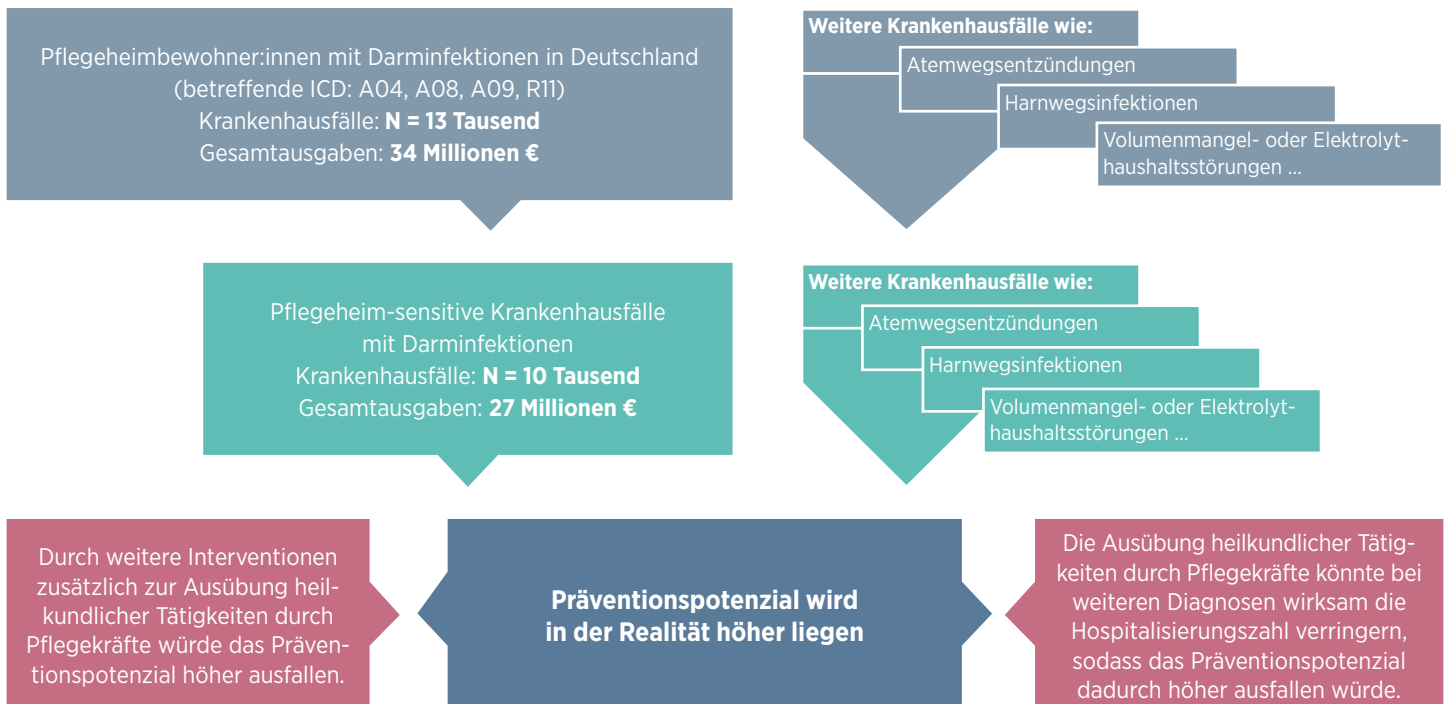 Pflegeheimbewohner:innen mit Darminfektionen in Deutschland
(betreffende ICD: A04, A08, A09, R11)
Krankenhausfälle: N = 13 Tausend
Gesamtausgaben: 34 Millionen €
Weitere Krankenhausfälle wie:
Atemwegsentzündungen
Harnwegsinfektionen
Volumenmangel- oder Elektrolyt-
haushaltsstörungen ...
Pflegeheim-sensitive Krankenhausfälle
mit Darminfektionen
Krankenhausfälle: N = 10 Tausend
Gesamtausgaben: 27 Millionen €
Weitere Krankenhausfälle wie:
Atemwegsentzündungen
Harnwegsinfektionen
Volumenmangel- oder Elektrolyt-
haushaltsstörungen ...
Durch weitere Interventionen
zusätzlich zur Ausübung heil-
kundlicher Tätigkeiten durch
Pflegekräfte würde das Präven-
tionspotenzial höher ausfallen.
Präventionspotenzial wird
in der Realität höher liegen
Die Ausübung heilkundlicher Tätig-
keiten durch Pflegekräfte könnte bei
weiteren Diagnosen wirksam die
Hospitalisierungszahl verringern,
sodass das Präventionspotenzial
dadurch höher ausfallen würde.